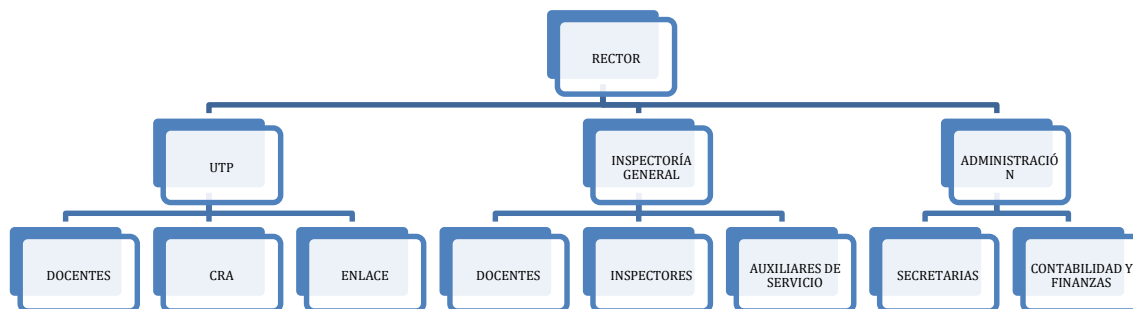 RECTOR
UTP
INSPECTORÍA
GENERAL
ADMINISTRACIÓ
N
DOCENTES
CRA
ENLACE
DOCENTES
INSPECTORES
AUXILIARES DE
SERVICIO
SECRETARIAS
CONTABILIDAD Y
FINANZAS